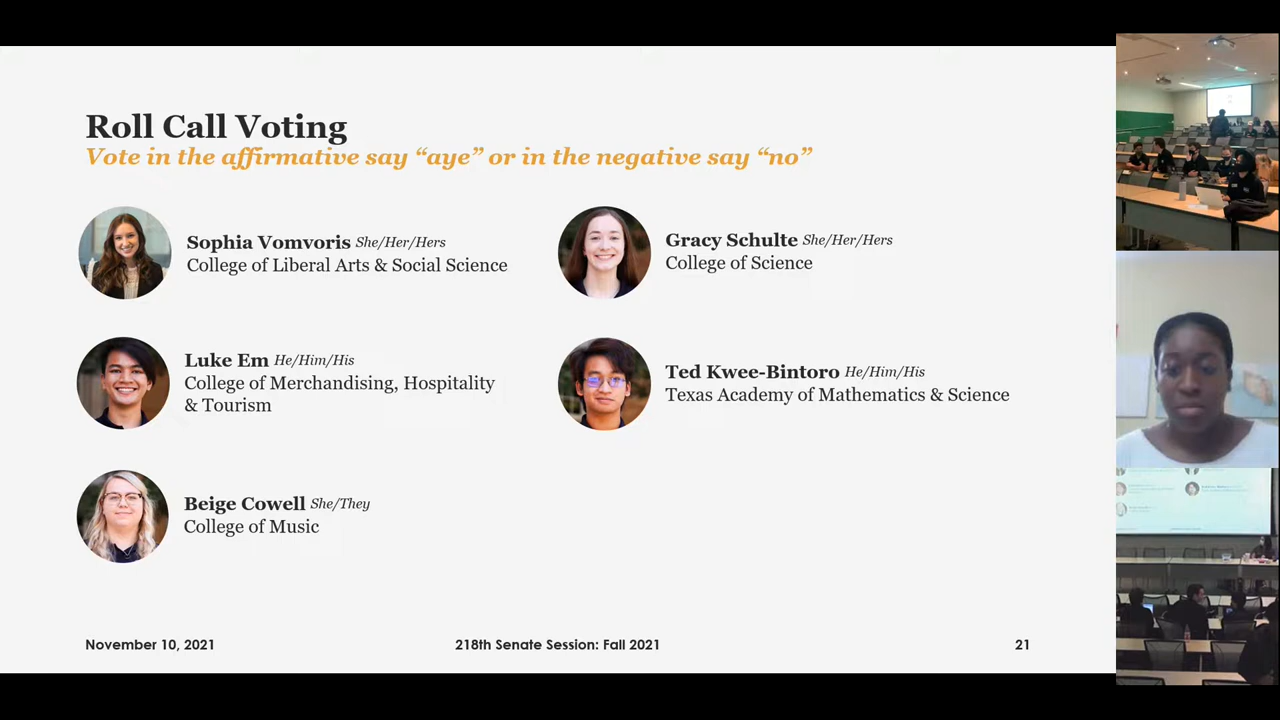 Roll Call Voting
Vote in the affirmative say “aye” or in the negative say “no”
Sophia Vomvoris She/Her/Hers
College of Liberal Arts & Social Science
Gracy Schulte She/Her/Hers
College of Science
Luke Em He/Him/His
College of Merchandising, Hospitality
& Tourism
Ted Kwee-Bintoro He/Him/His
Texas Academy of Mathematics & Science
Beige Cowell She/They
College of Music
November 10, 2021
218th Senate Session: Fall 2021
21